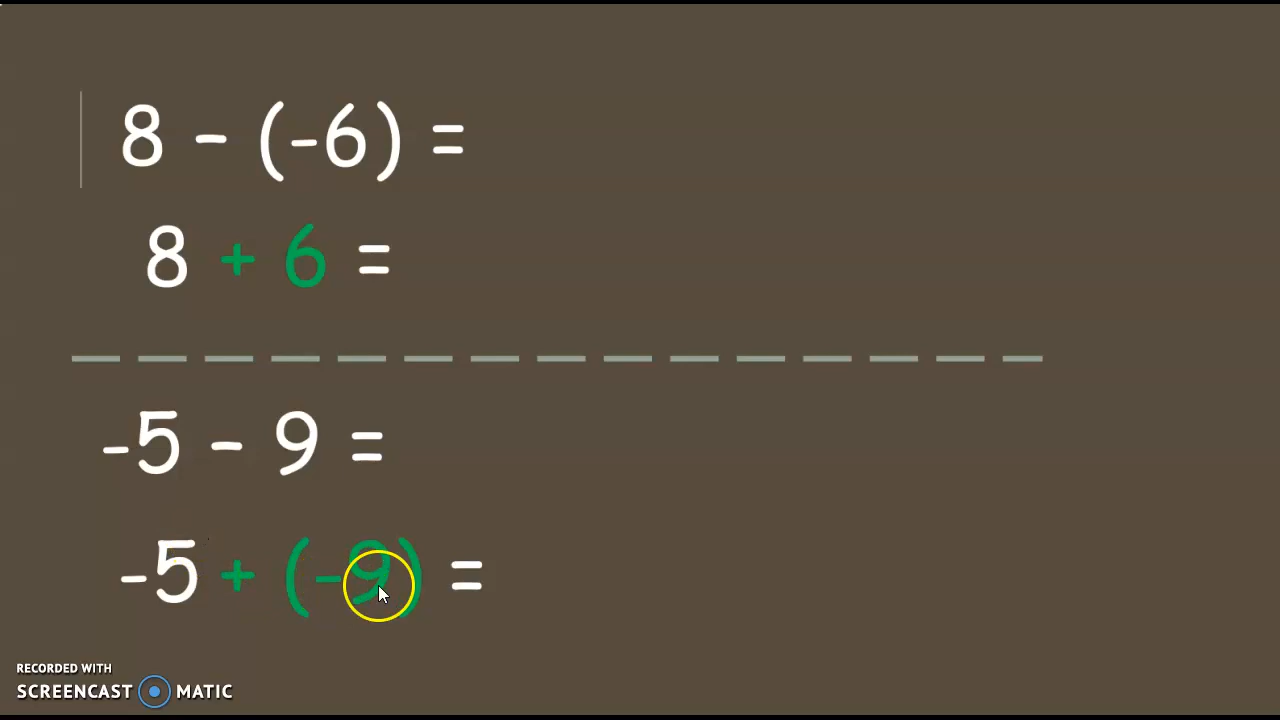 8 - (-6) =
8 + 6 =
-5 - 9 =
-5 + (-9) =
RECORDED WITH
SCREENCAST MATIC